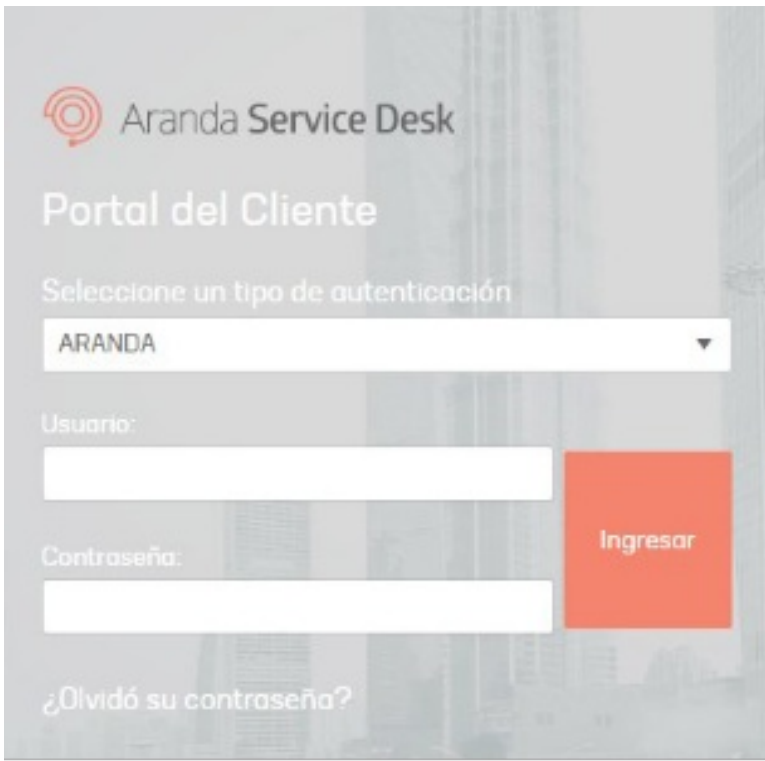 Aranda Service Desk
Portal del Cliente
Seleccione un tipo de autenticación
ARANDA
Usuario:
Ingresar
Contraseña:
¿Olvidó su contraseña?